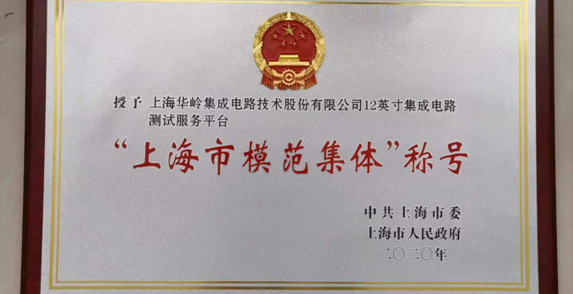 授予 上海华岭集成电路技术股份有限公司12英寸集成电路
测试服务平台
“上海市模范集体”称号
中共上海市委
上海市人民政府
二〇二〇年